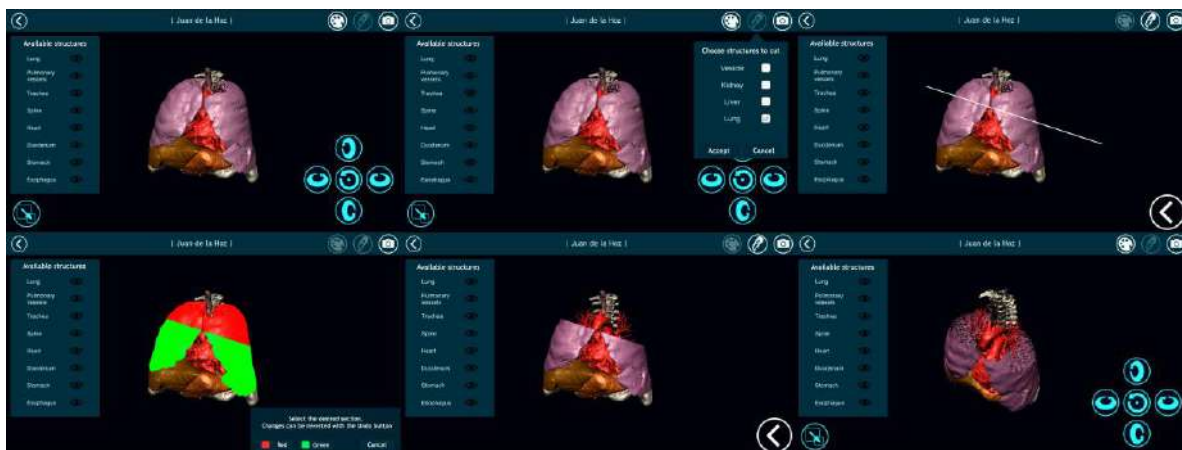 | Juan de la Hoz |
Available structures
Lung
Pulmonary
vessels
Trachea
Spine
Heart
Duodenum
Stomach
Esophagus
| Juan de la Hoz |
Available structures
Lung
Pulmonary
vessels
Trachea
Spine
Heart
Duodenum
Stomach
Esophagus
Choose structures to cut
Vesicle
Kidney
Liver
Lung
Accept
Cancel
| Juan de la Hoz |
Available structures
Lung
Pulmonary
vessels
Trachea
Spine
Heart
Duodenum
Stomach
Esophagus
| Juan de la Hoz |
Available structures
Lung
Pulmonary
vessels
Trachea
Spine
Heart
Duodenum
Stomach
Esophagus
Select the desired section.
Changes can be reverted with the Undo button
Red
Green
Cancel
| Juan de la Hoz |
Available structures
Lung
Pulmonary
vessels
Trachea
Spine
Heart
Duodenum
Stomach
Esophagus
| Juan de la Hoz |
Available structures
Lung
Pulmonary
vessels
Trachea
Spine
Heart
Duodenum
Stomach
Esophagus